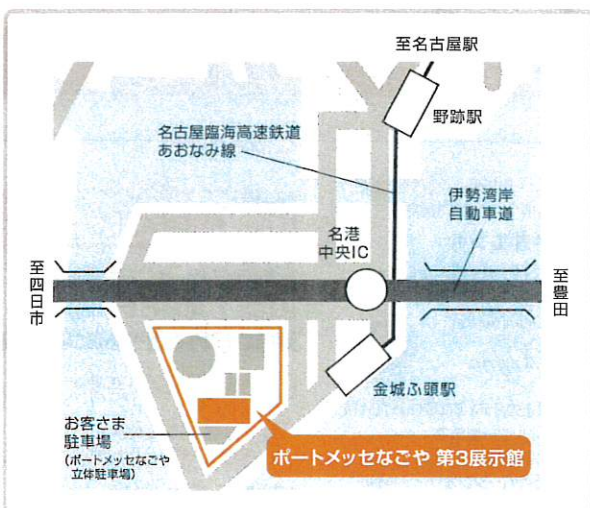 至名古屋駅
野跡駅
名古屋臨海高速鉄道
あおなみ線
伊勢湾岸
自動車道
名港
中央IC
至四日市
至豊田
金城ふ頭駅
お客さま
駐車場
(ポートメッセなごや
立体駐車場)
ポートメッセなごや 第3展示館